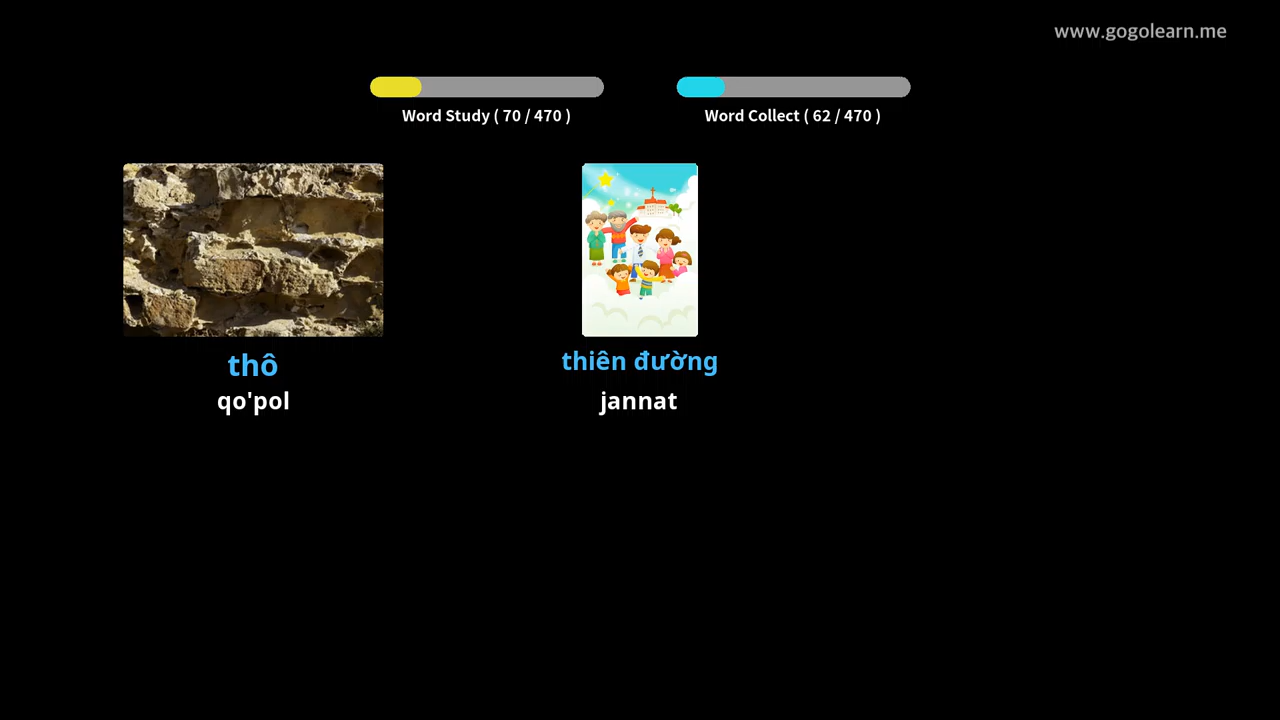 www.gogolearn.me
Word Study ( 70 / 470 )
Word Collect ( 62 / 470 )
thô
qo'pol
thiên đường
jannat